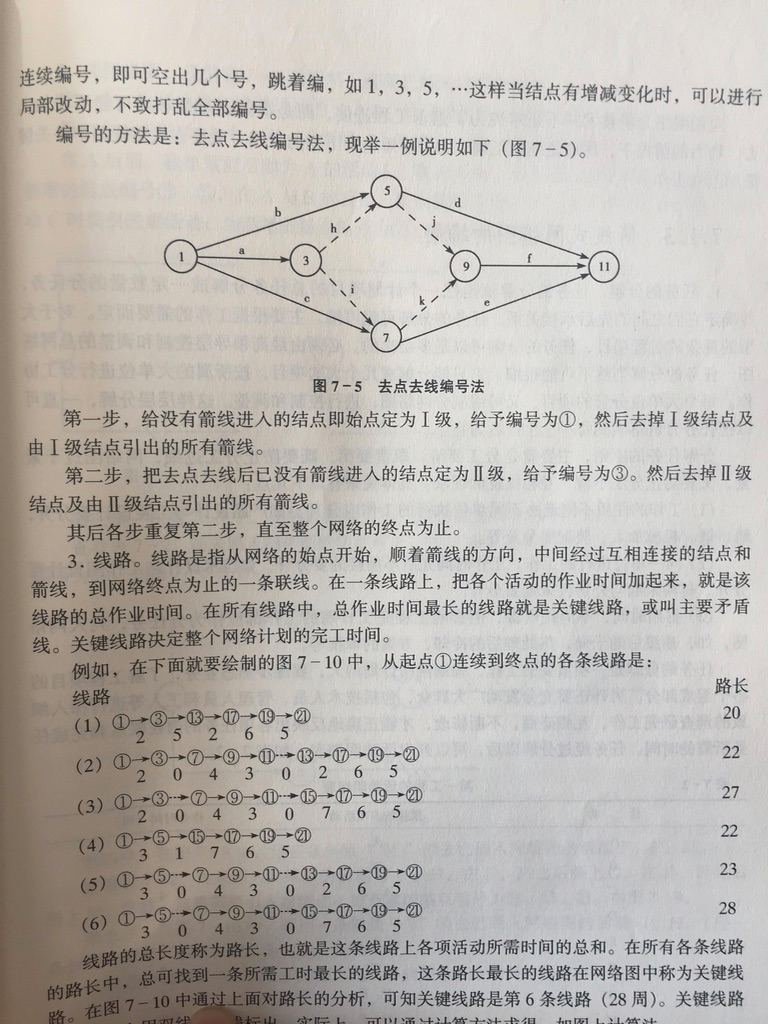 连续编号，即可空出几个号，跳着编，如1，3，5，…这样当结点有增减变化时，可以进行
局部改动，不致打乱全部编号。
编号的方法是：去点去线编号法，现举一例说明如下（图7-5）。
5
b
d
h
j
1
a
3
9
f
11
c
i
k
e
7
图7-5 去点去线编号法
第一步，给没有箭线进入的结点即始点定为Ⅰ级，给予编号为①，然后去掉Ⅰ级结点及
由Ⅰ级结点引出的所有箭线。
第二步，把去点去线后已没有箭线进入的结点定为Ⅱ级，给予编号为③。然后去掉Ⅱ级
结点及由Ⅱ级结点引出的所有箭线。
其后各步重复第二步，直至整个网络的终点为止。
3. 线路。线路是指从网络的始点开始，顺着箭线的方向，中间经过互相连接的结点和
箭线，到网络终点为止的一条联线。在一条线路上，把各个活动的作业时间加起来，就是该
线路的总作业时间。在所有线路中，总作业时间最长的线路就是关键线路，或叫主要矛盾
线。关键线路决定整个网络计划的完工时间。
例如，在下面就要绘制的图7-10中，从起点①连续到终点的各条线路是：
线路 路长
(1) ①→③→⑬→⑰→⑲→㉑ 20
2 5 2 6 5
(2) ①→③→⑦→⑨→⑪⇢⑬→⑰→⑲→㉑ 22
2 0 4 3 0 2 6 5
(3) ①→③⇢⑦→⑨→⑪⇢⑮→⑰→⑲→㉑ 27
2 0 4 3 0 7 6 5
(4) ①→⑤→⑮→⑰→⑲→㉑ 22
3 1 7 6 5
(5) ①→⑤⇢⑦→⑨→⑪⇢⑬→⑰→⑲→㉑ 23
3 0 4 3 0 2 6 5
(6) ①→⑤⇢⑦→⑨→⑪⇢⑮→⑰→⑲→㉑ 28
3 0 4 3 0 7 6 5
线路的总长度称为路长，也就是这条线路上各项活动所需时间的总和。在所有各条线路
的路长中，总可找到一条所需工时最长的线路，这条路长最长的线路在网络图中称为关键线
路。在图7-10中通过上面对路长的分析，可知关键线路是第6条线路（28周）。关键线路